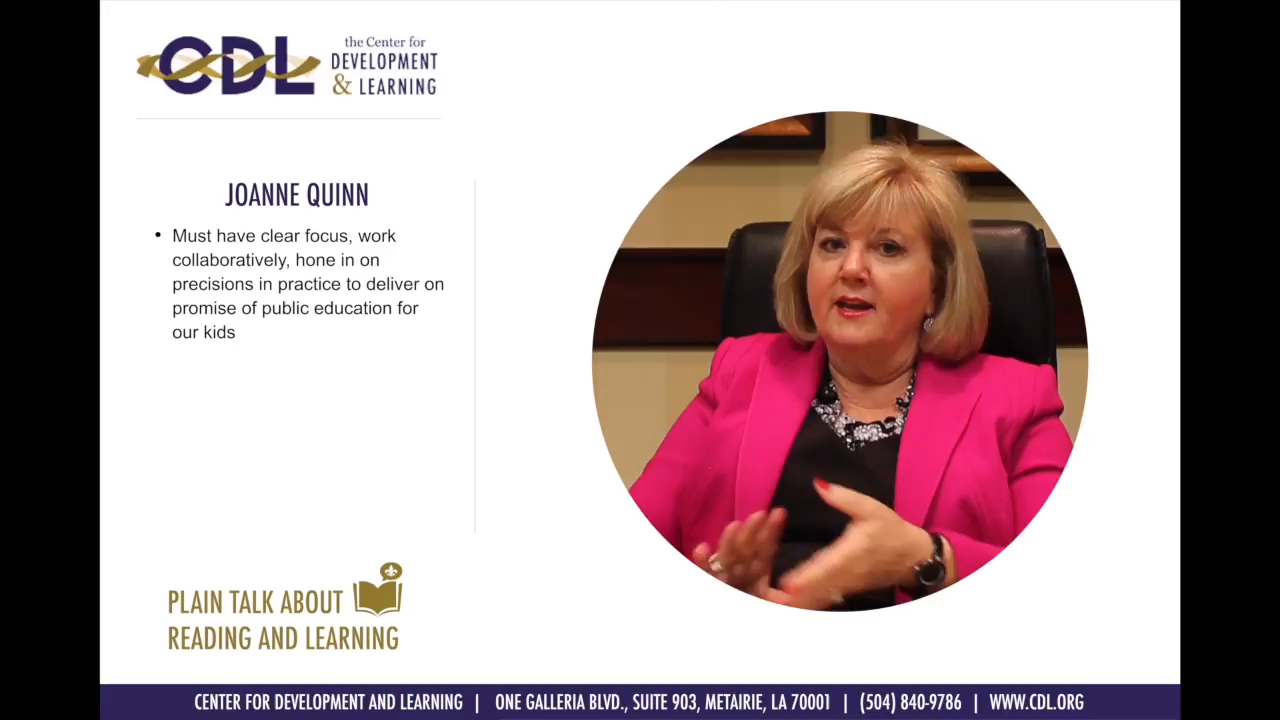 CDL
the Center for
DEVELOPMENT
& LEARNING
JOANNE QUINN
• Must have clear focus, work
collaboratively, hone in on
precisions in practice to deliver on
promise of public education for
our kids
PLAIN TALK ABOUT
READING AND LEARNING
CENTER FOR DEVELOPMENT AND LEARNING | ONE GALLERIA BLVD., SUITE 903, METAIRIE, LA 70001 | (504) 840-9786 | WWW.CDL.ORG